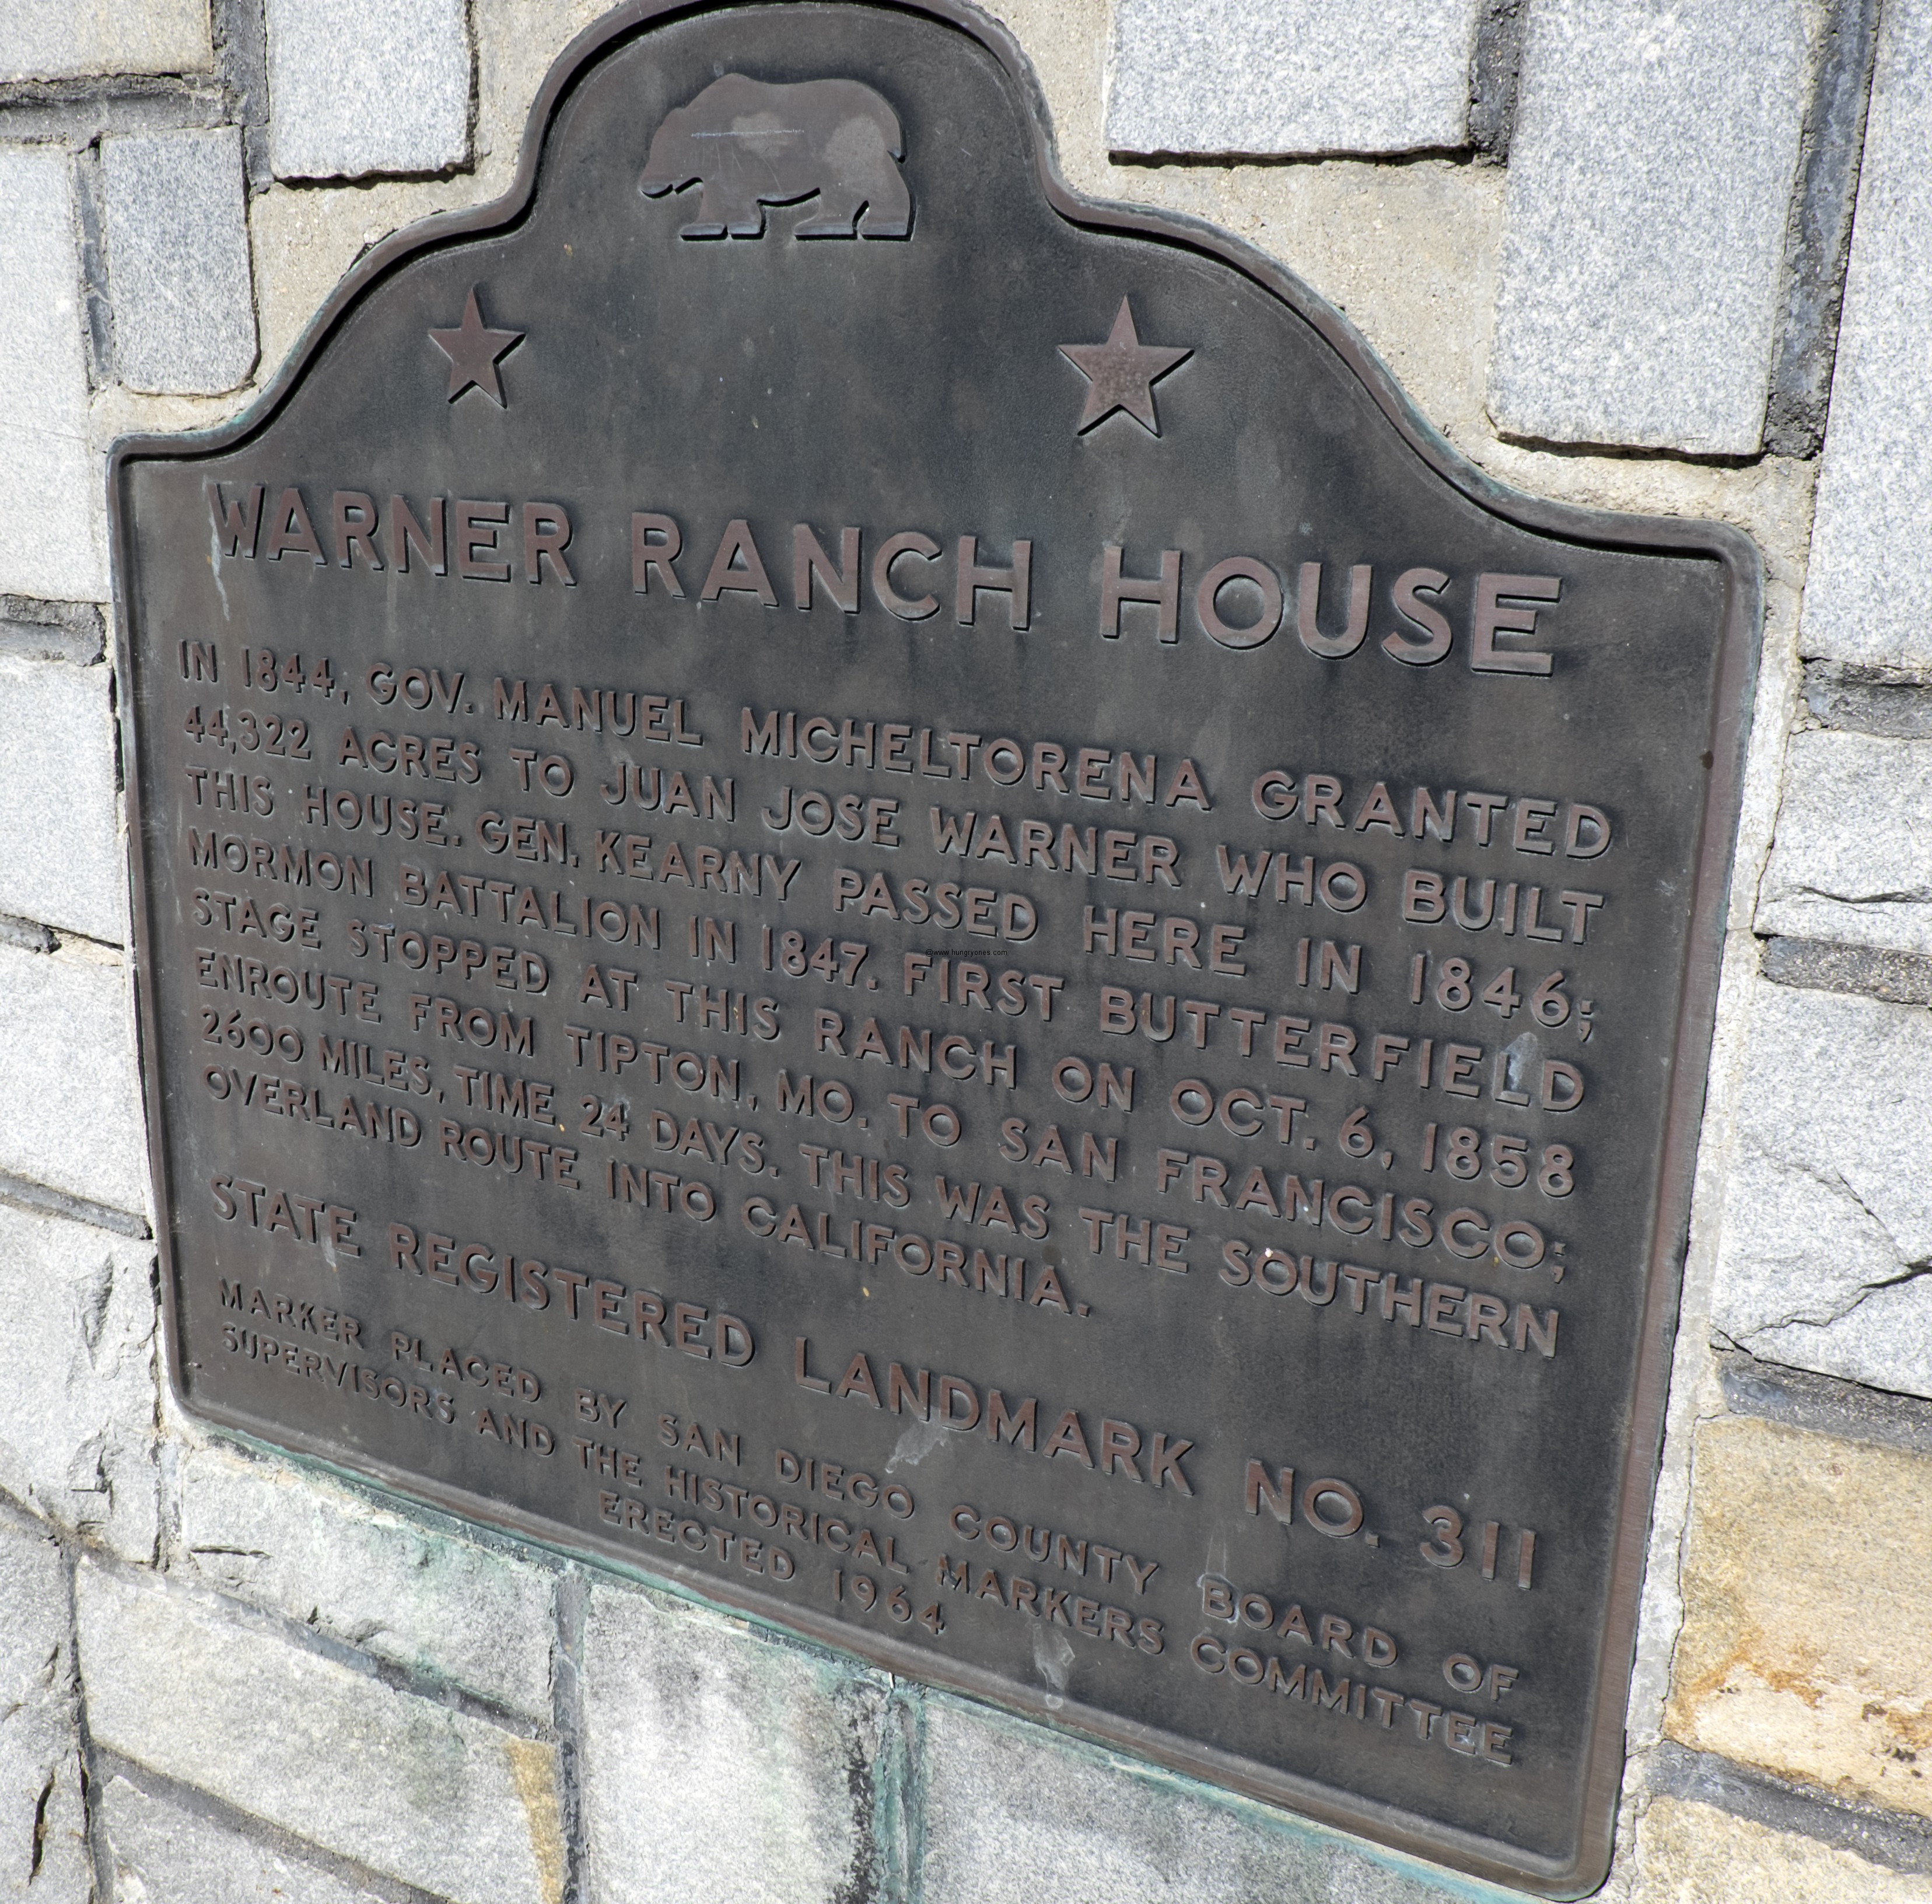 WARNER RANCH HOUSE
IN 1844, GOV. MANUEL MICHELTORENA GRANTED
44,322 ACRES TO JUAN JOSE WARNER WHO BUILT
THIS HOUSE. GEN. KEARNY PASSED HERE IN 1846;
MORMON BATTALION IN 1847. FIRST BUTTERFIELD
STAGE STOPPED AT THIS RANCH ON OCT. 6, 1858
ENROUTE FROM TIPTON, MO. TO SAN FRANCISCO;
2600 MILES, TIME 24 DAYS. THIS WAS THE SOUTHERN
OVERLAND ROUTE INTO CALIFORNIA.
STATE REGISTERED LANDMARK NO. 311
MARKER PLACED BY SAN DIEGO COUNTY BOARD OF
SUPERVISORS AND THE HISTORICAL MARKERS COMMITTEE
ERECTED 1964
@www.hungryones.com